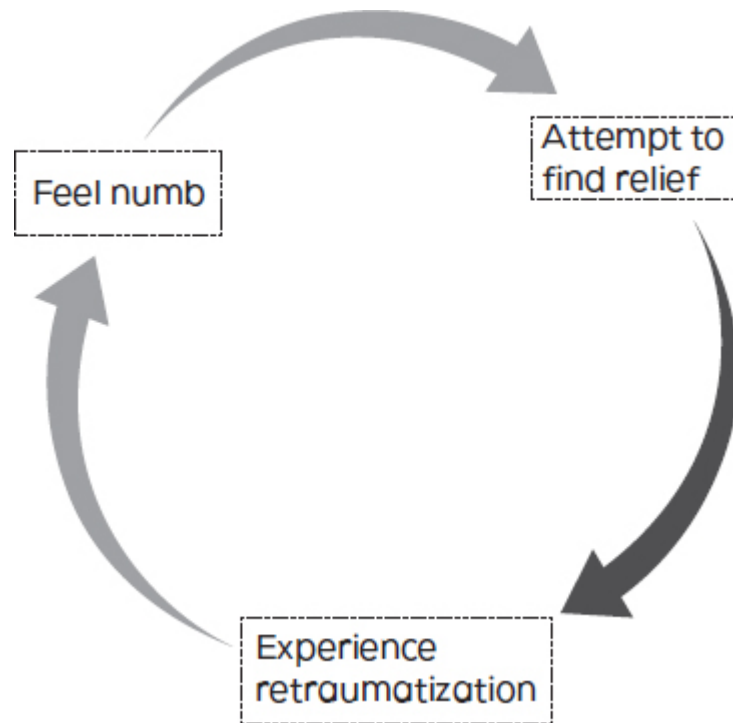 Feel numb
Attempt to
find relief
Experience
retraumatization